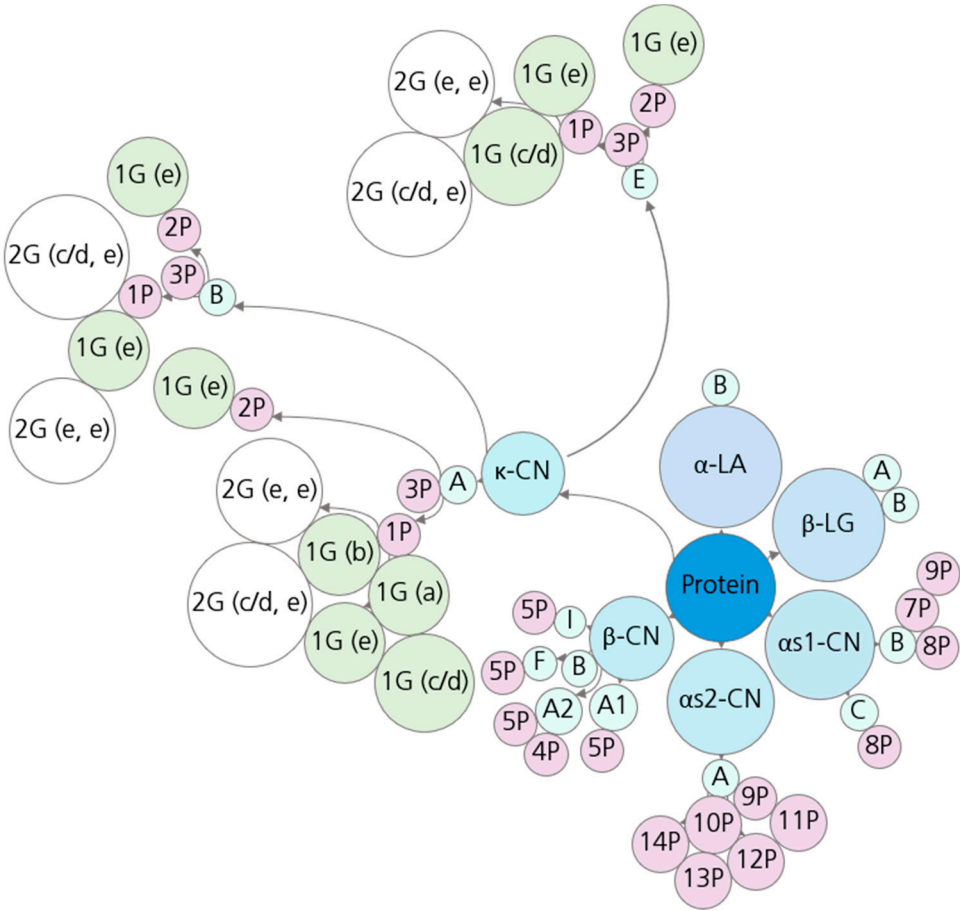 1G (e)
2G (e, e)
1G (e)
2P
1P
3P
1G (c/d)
E
2G (c/d, e)
1G (e)
2P
2G (c/d, e)
3P
1P
B
1G (e)
1G (e)
2P
2G (e, e)
κ-CN
A
3P
2G (e, e)
1P
1G (b)
1G (a)
2G (c/d, e)
1G (e)
1G (c/d)
B
α-LA
A
B
β-LG
Protein
9P
7P
8P
B
αs1-CN
C
8P
β-CN
I
5P
F
5P
B
A2
5P
4P
A1
5P
αs2-CN
A
9P
10P
11P
14P
12P
13P